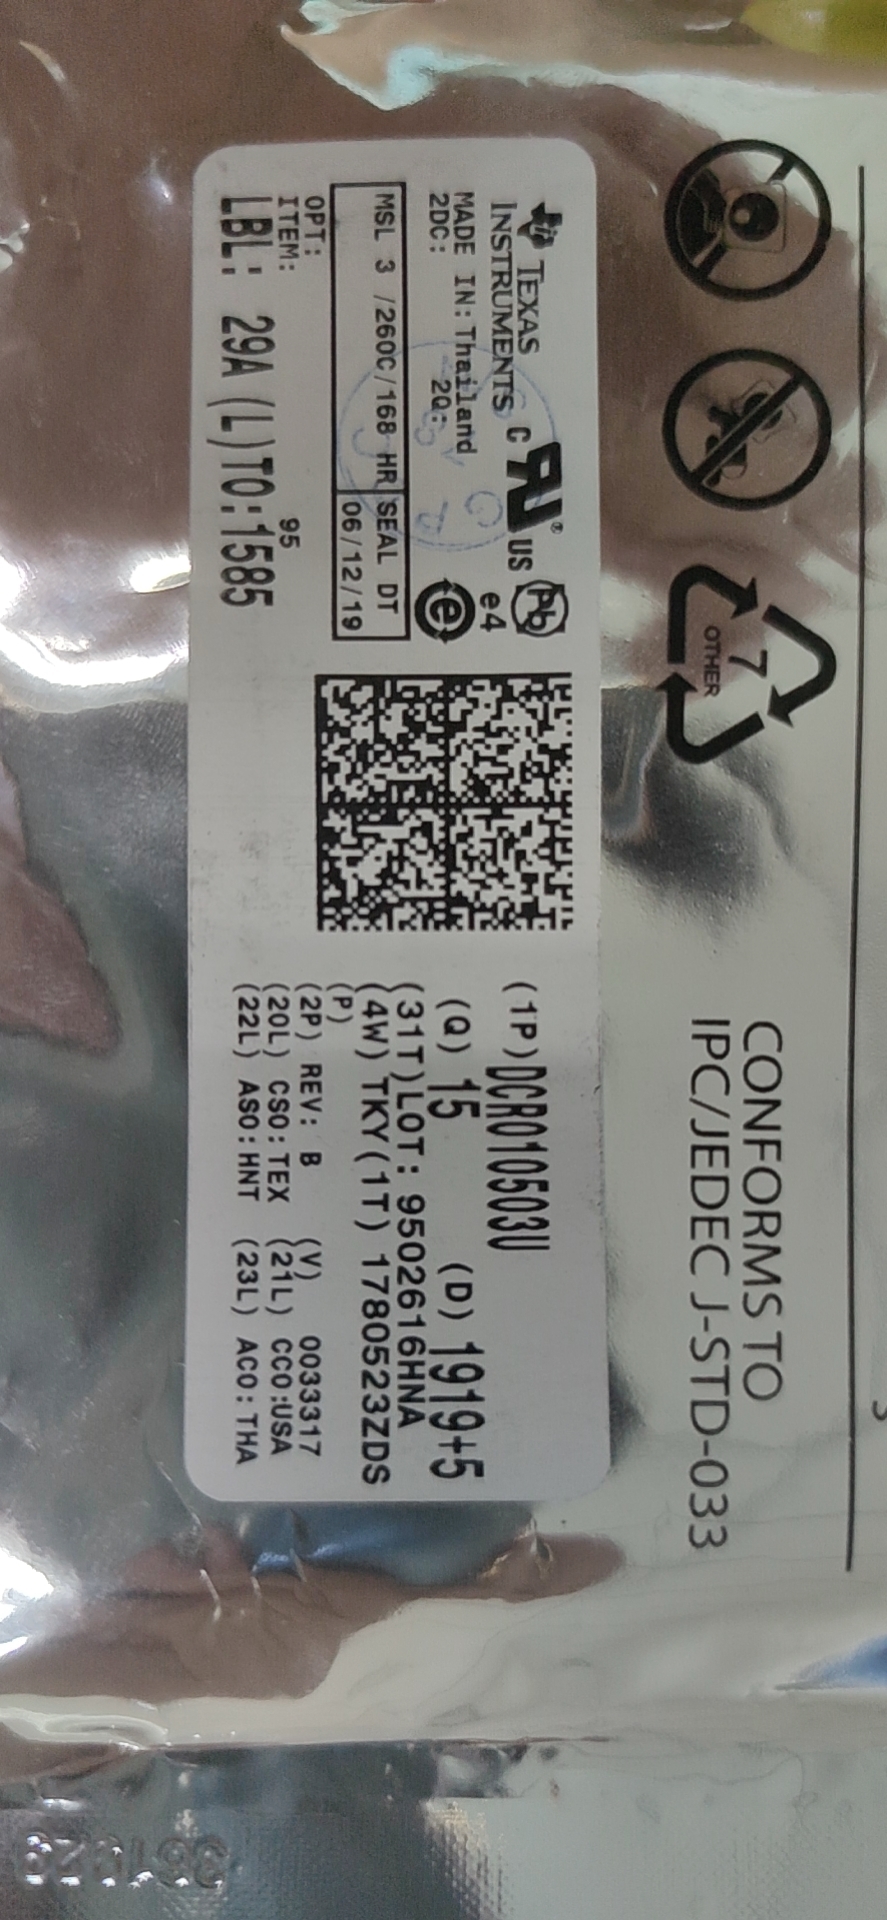 TEXAS
INSTRUMENTS
C UR® US
Pb
e4
e
MADE IN: Thailand
2DC: 2Q:
MSL 3 /260C/168 HR SEAL DT
06/12/19
OPT:
ITEM: 95
LBL: 29A (L)TO:1585
(1P)DCR010503U
(Q) 15 (D) 1919+5
(31T)LOT: 9502616HNA
(4W) TKY(1T) 1780523ZDS
(P)
(2P) REV: B (V) 0033317
(20L) CSO:TEX (21L) CCO:USA
(22L) ASO:HNT (23L) ACO:THA
7
OTHER
CONFORMS TO
IPC/JEDEC J-STD-033